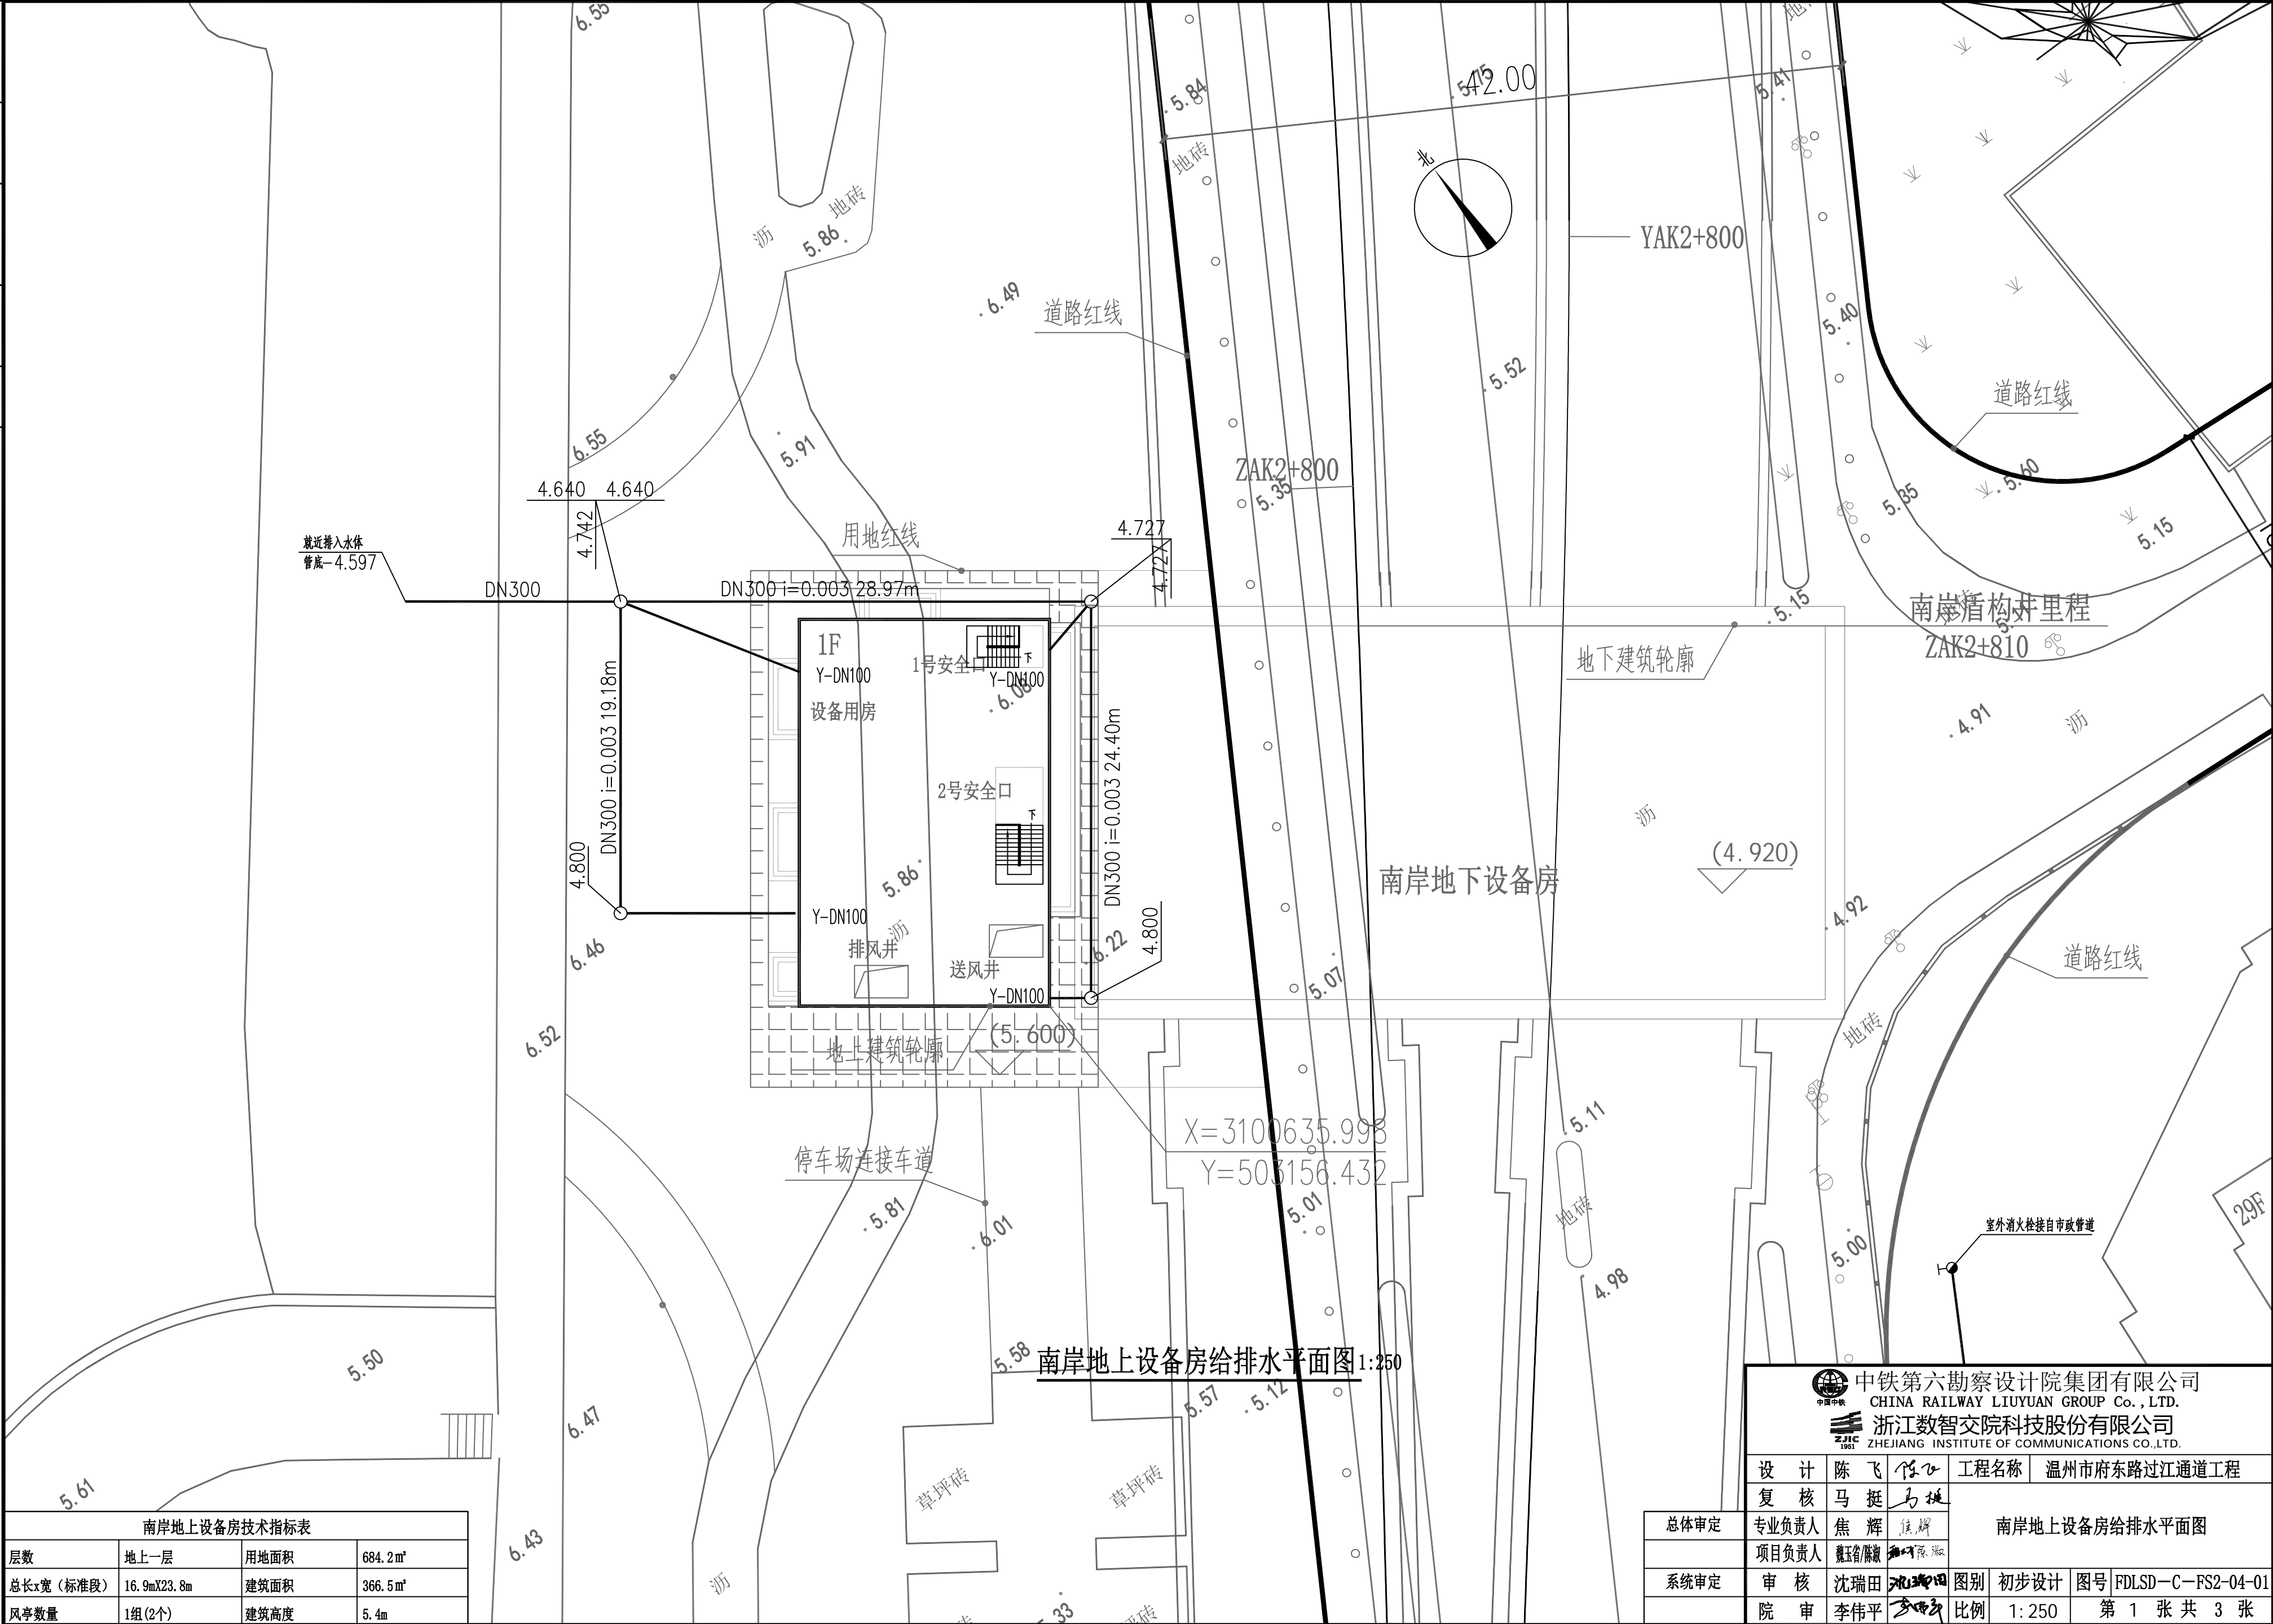 6.55
5.84
5.75
42.00
5.41
地砖
地砖
地砖
北
沥
5.86
YAK2+800
6.49
道路红线
5.40
5.52
道路红线
6.55
5.91
ZAK2+800
5.35
5.60
5.35
5.15
4.640 4.640
4.742
4.727
4.727
用地红线
就近排入水体
管底-4.597
DN300
DN300 i=0.003 28.97m
5.15
南岸盾构井里程
ZAK2+810
地下建筑轮廓
1F
1号安全口
下
Y-DN100
Y-DN100
6.08
设备用房
DN300 i=0.003 19.18m
DN300 i=0.003 24.40m
4.91
沥
2号安全口
下
沥
4.800
5.86
南岸地下设备房
(4.920)
4.92
Y-DN100
沥
4.800
6.22
6.46
排风井
送风井
Y-DN100
5.07
道路红线
6.52
(5.600)
地上建筑轮廓
地砖
5.11
X=3100635.998
Y=503156.432
停车场连接车道
5.81
6.01
5.01
地砖
29F
室外消火栓接自市政管道
5.00
4.98
5.50
5.58
南岸地上设备房给排水平面图1:250
5.57
5.12
6.47
5.61
草坪砖
草坪砖
6.43
沥
5.33
南岸地上设备房技术指标表
层数 地上一层 用地面积 684.2㎡
总长x宽（标准段） 16.9mX23.8m 建筑面积 366.5㎡
风亭数量 1组(2个) 建筑高度 5.4m
中国中铁
中铁第六勘察设计院集团有限公司
CHINA RAILWAY LIUYUAN GROUP Co.,LTD.
ZJIC
1951
浙江数智交院科技股份有限公司
ZHEJIANG INSTITUTE OF COMMUNICATIONS CO.,LTD.
设 计 陈 飞 工程名称 温州市府东路过江通道工程
复 核 马 挺
总体审定 专业负责人 焦 辉 南岸地上设备房给排水平面图
项目负责人 魏玉省/陈淑
系统审定 审 核 沈瑞田 图别 初步设计 图号 FDLSD-C-FS2-04-01
院 审 李伟平 比例 1:250 第 1 张 共 3 张